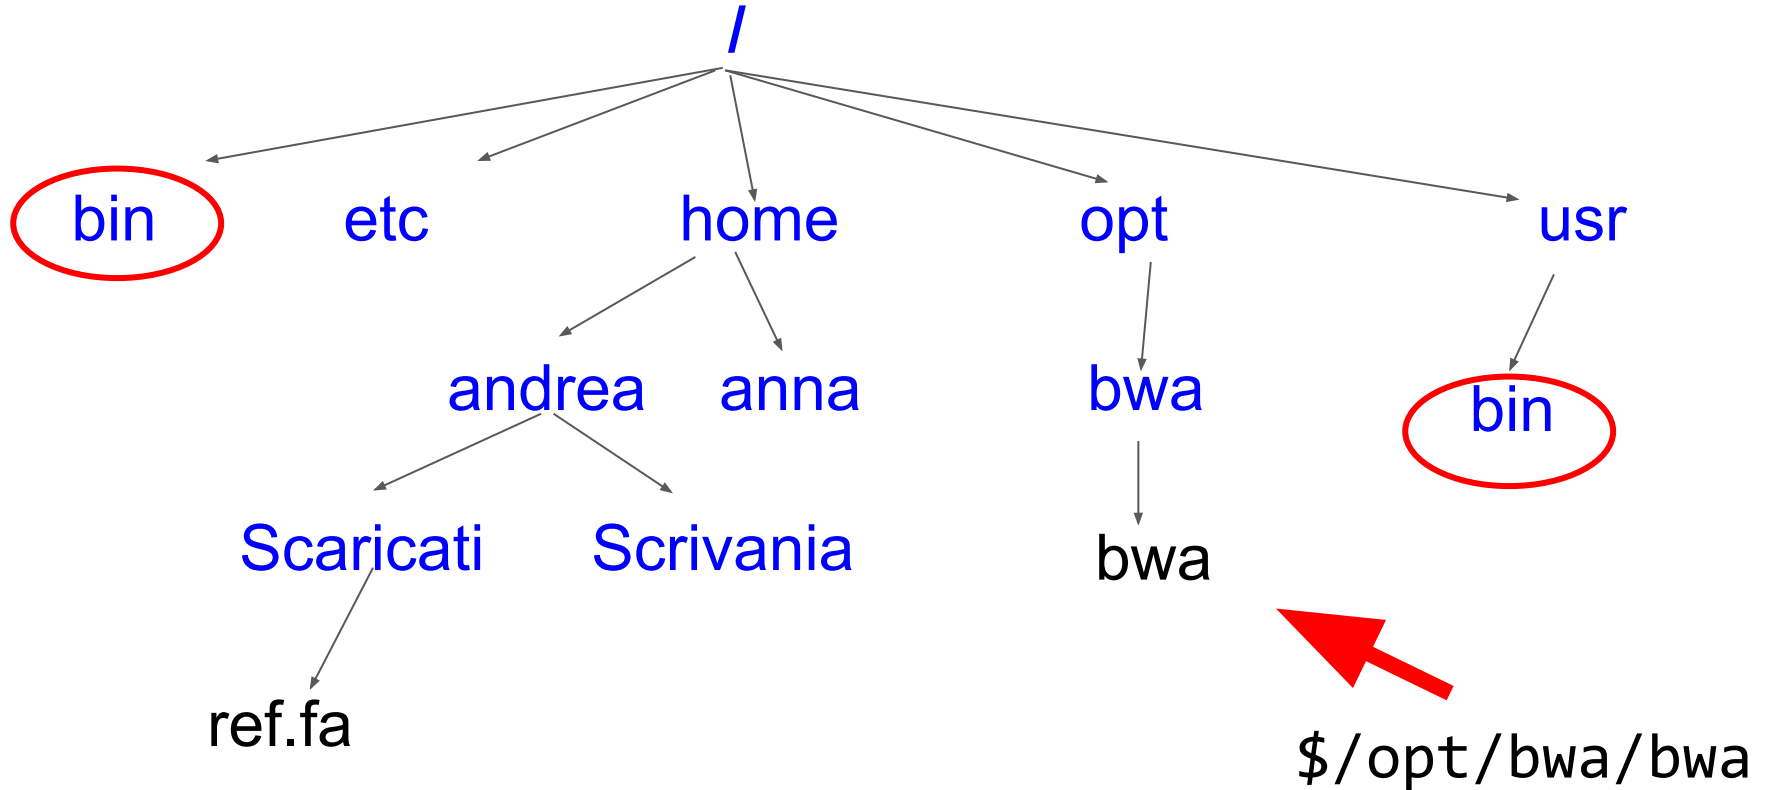 /
bin etc home opt usr
andrea anna bwa bin
Scaricati Scrivania bwa
ref.fa
$/opt/bwa/bwa